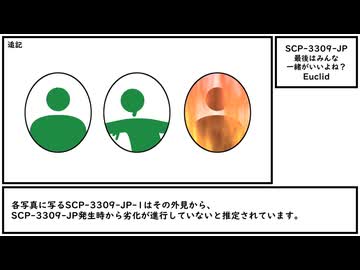 追記
SCP-3309-JP
最後はみんな
一緒がいいよね?
Euclid
各写真に写るSCP-3309-JP-1はその外見から、
SCP-3309-JP発生時から劣化が進行していないと推定されています。